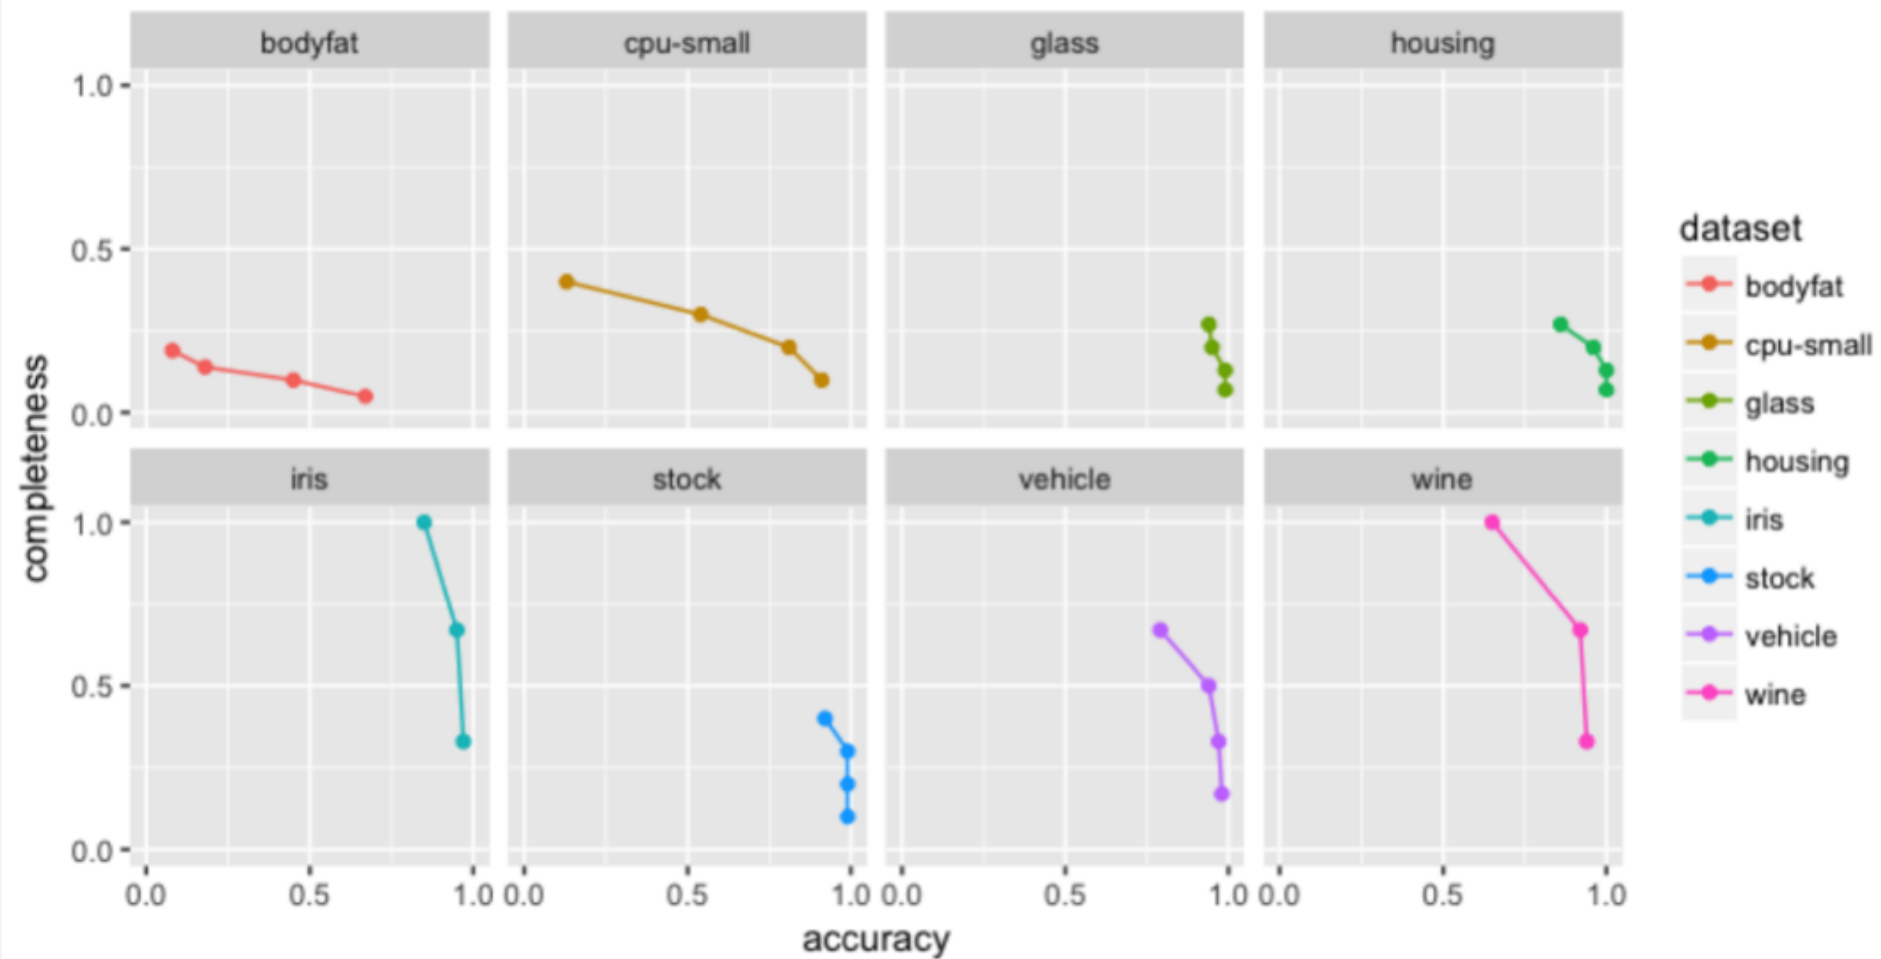 bodyfat
cpu-small
glass
housing
1.0
0.5
0.0
iris
stock
vehicle
wine
1.0
0.5
0.0
0.0 0.5 1.0 0.0 0.5 1.0 0.0 0.5 1.0 0.0 0.5 1.0
accuracy
completeness
dataset
bodyfat
cpu-small
glass
housing
iris
stock
vehicle
wine